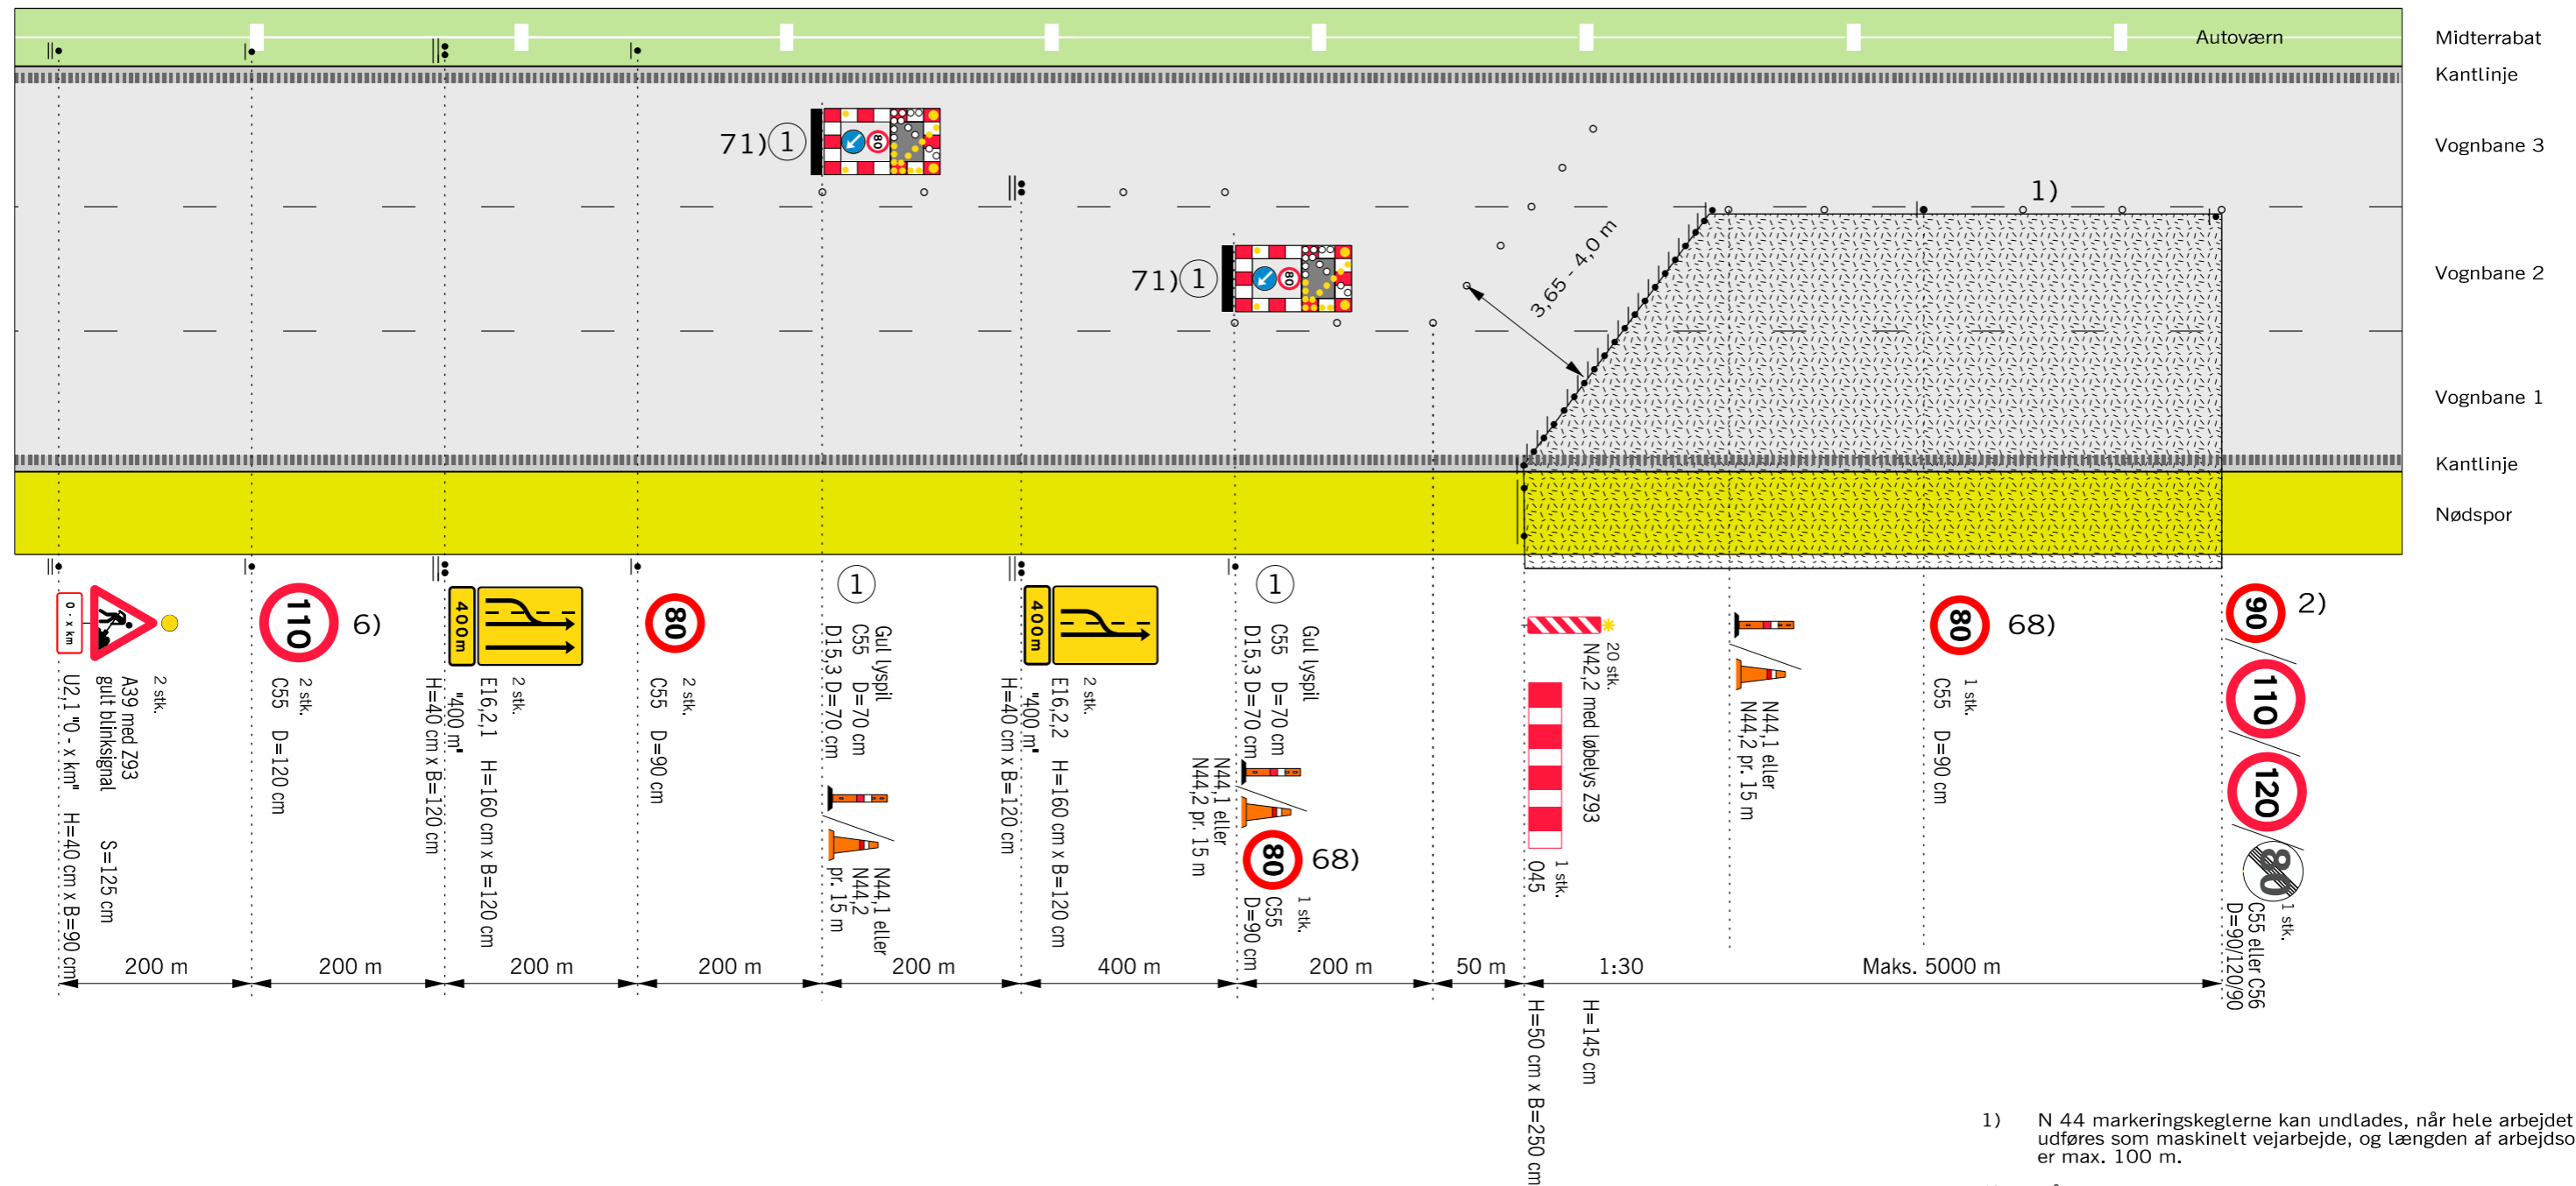 Autoværn
Midterrabat
Kantlinje
Vognbane 3
Vognbane 2
Vognbane 1
Kantlinje
Nødspor
71) 1
80
71) 1
80
3,65 - 4,0 m
1)
0 - x km
2 stk.
A39 med Z93
gult blinksignal S=125 cm
U2,1 "0 - x km" H=40 cm x B=90 cm
110 6)
2 stk.
C55 D=120 cm
400m
2 stk.
E16,2,1 H=160 cm x B=120 cm
"400 m"
H=40 cm x B=120 cm
80
2 stk.
C55 D=90 cm
1
Gul lyspil
C55 D=70 cm
D15,3 D=70 cm
N44,1 eller
N44,2
pr. 15 m
400m
2 stk.
E16,2,2 H=160 cm x B=120 cm
"400 m"
H=40 cm x B=120 cm
1
Gul lyspil
C55 D=70 cm
D15,3 D=70 cm
N44,1 eller
N44,2 pr. 15 m
80 68)
1 stk.
C55
D=90 cm
20 stk.
N42,2 med løbelys Z93
H=145 cm
1 stk.
O45
H=50 cm x B=250 cm
N44,1 eller
N44,2 pr. 15 m
80 68)
1 stk.
C55 D=90 cm
90 2)
110
120
80
1 stk.
C55 eller C56
D=90/120/90
200 m
200 m
200 m
200 m
200 m
400 m
200 m
50 m
1:30
Maks. 5000 m
1) N 44 markeringskeglerne kan undlades, når hele arbejdet
udføres som maskinelt vejarbejde, og længden af arbejdso
er max. 100 m.